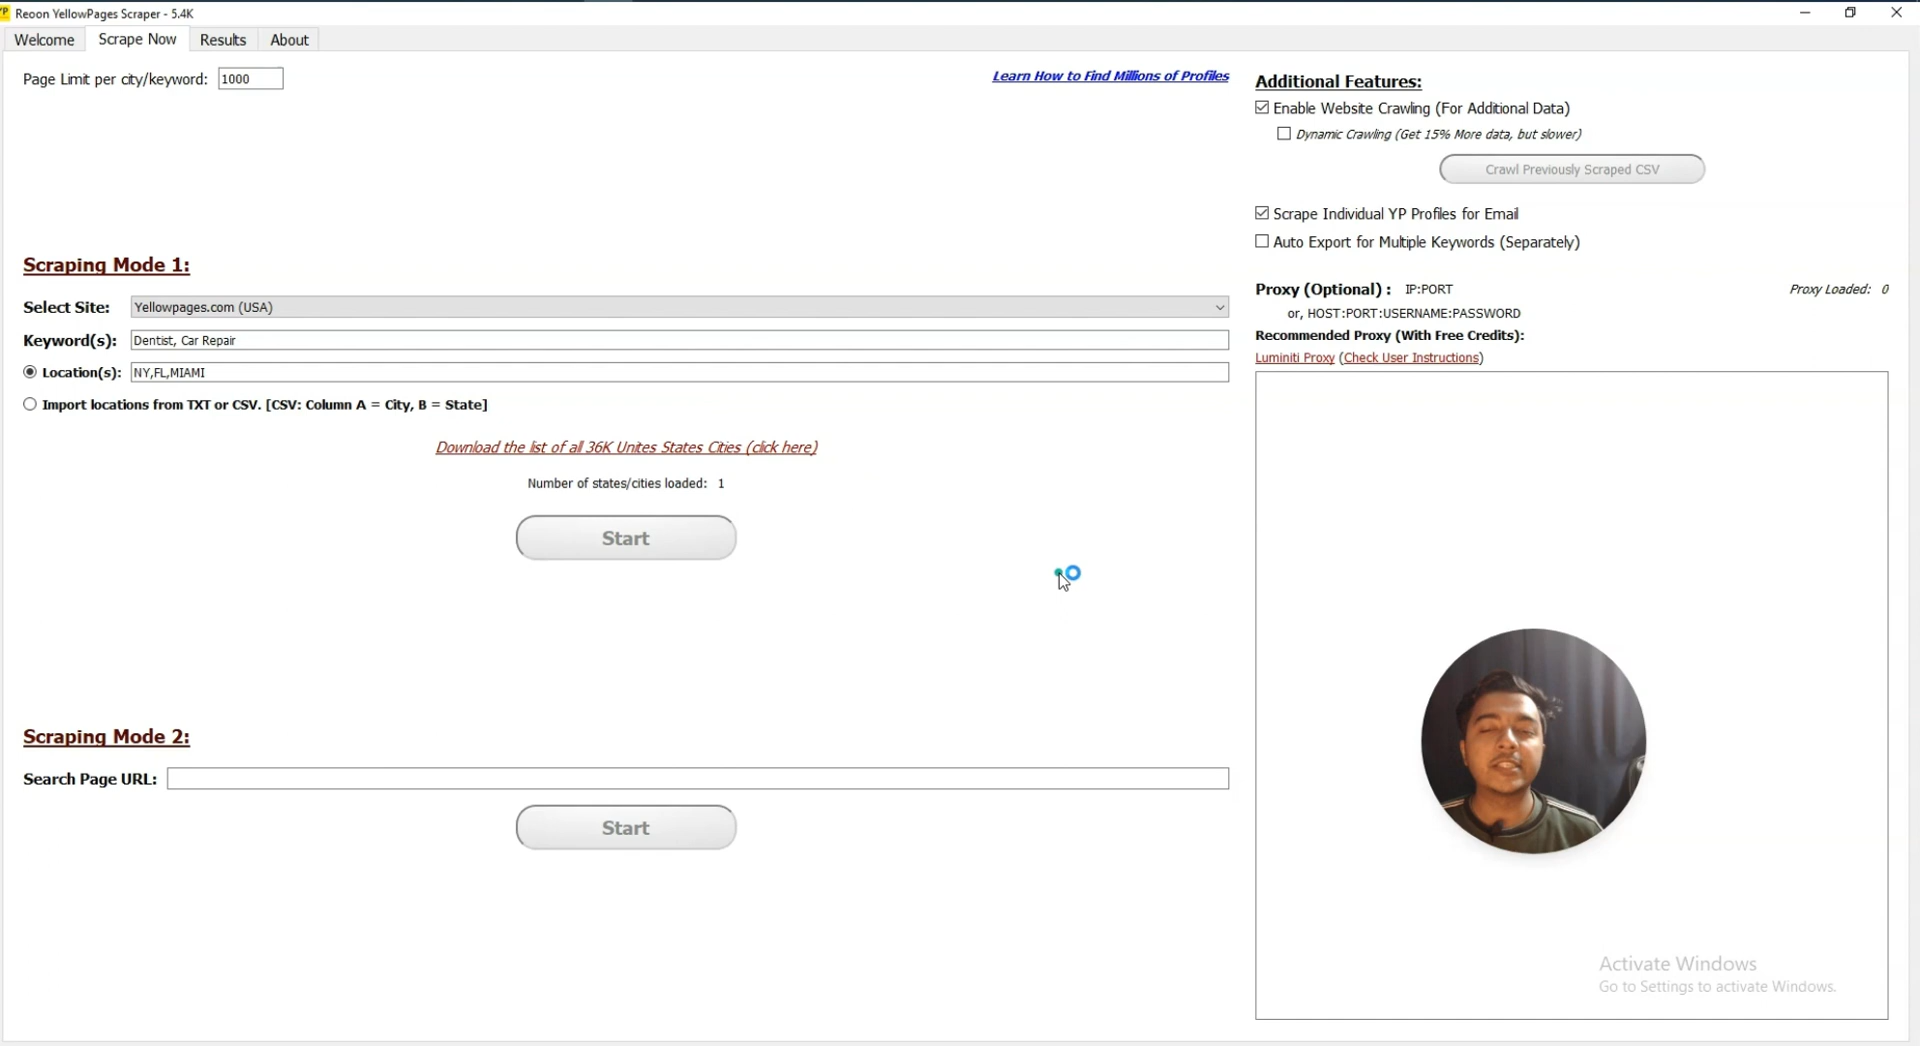 YP Reoon YellowPages Scraper - 5.4K
Welcome Scrape Now Results About
Page Limit per city/keyword: 1000
Learn How to Find Millions of Profiles
Scraping Mode 1:
Select Site: Yellowpages.com (USA)
Keyword(s): Dentist, Car Repair
Location(s): NY,FL,MIAMI
Import locations from TXT or CSV. [CSV: Column A = City, B = State]
Download the list of all 36K Unites States Cities (click here)
Number of states/cities loaded: 1
Start
Scraping Mode 2:
Search Page URL:
Start
Additional Features:
Enable Website Crawling (For Additional Data)
Dynamic Crawling (Get 15% More data, but slower)
Crawl Previously Scraped CSV
Scrape Individual YP Profiles for Email
Auto Export for Multiple Keywords (Separately)
Proxy (Optional) : IP:PORT Proxy Loaded: 0
or, HOST:PORT:USERNAME:PASSWORD
Recommended Proxy (With Free Credits):
Luminiti Proxy (Check User Instructions)
Activate Windows
Go to Settings to activate Windows.